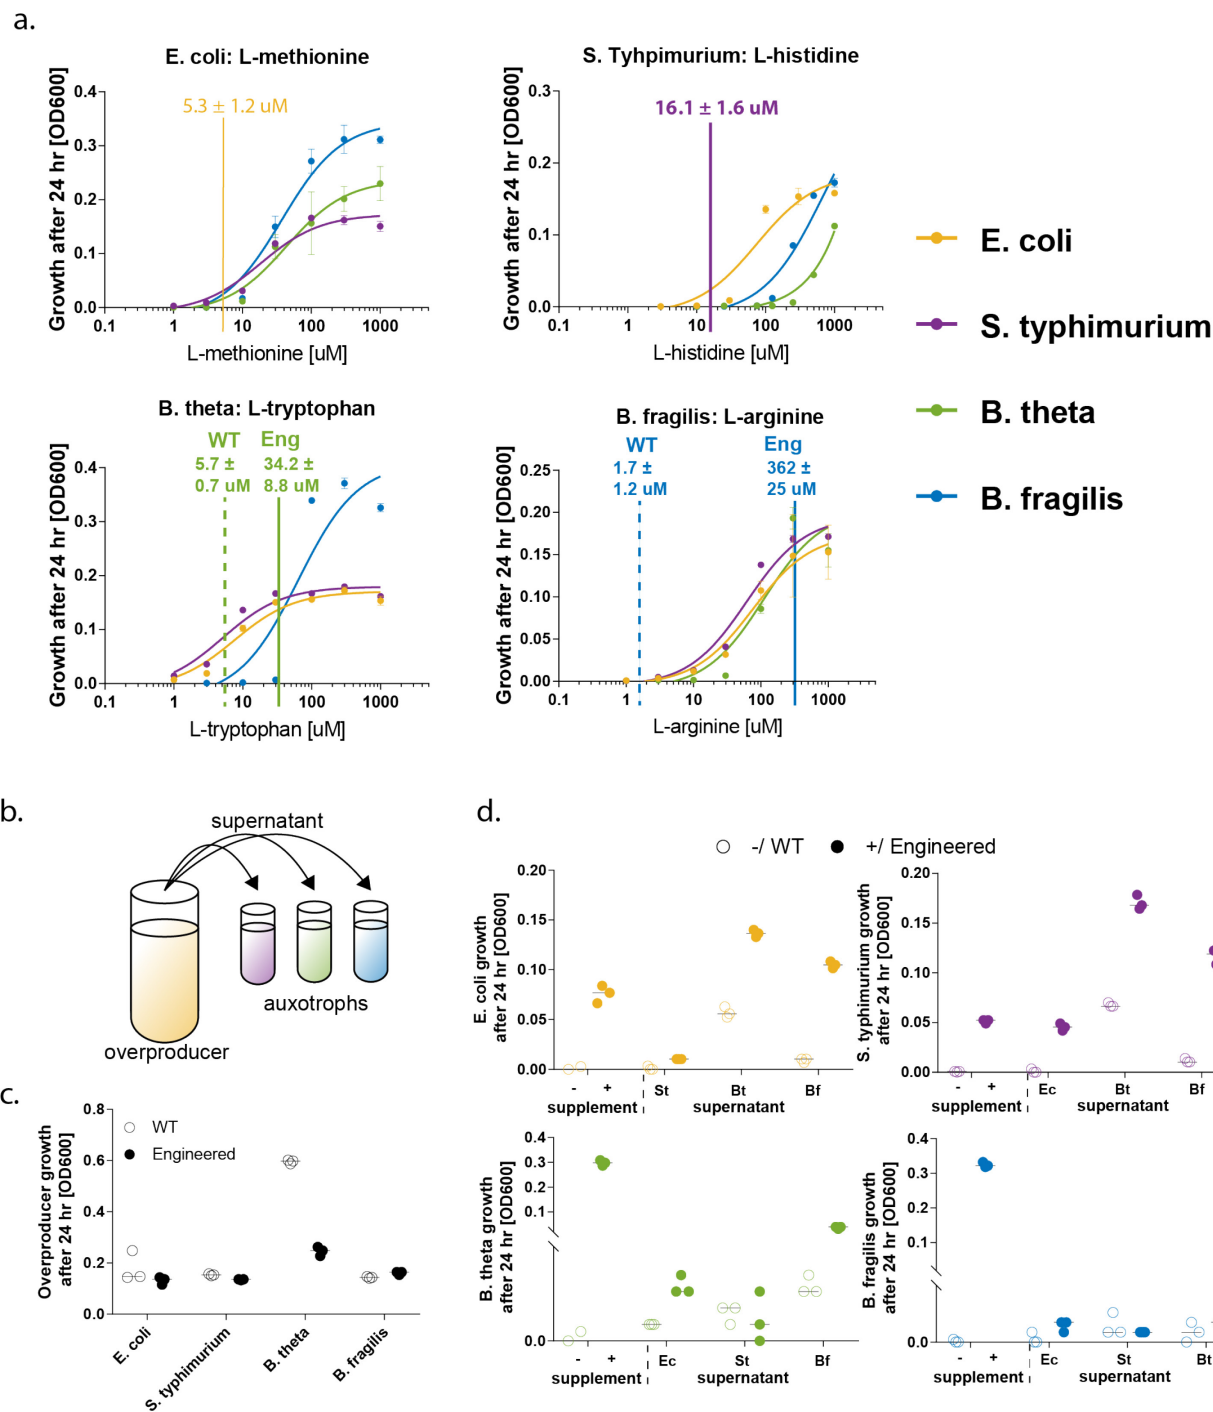 a.
E. coli: L-methionine
5.3 ± 1.2 uM
Growth after 24 hr [OD600]
0.4
0.3
0.2
0.1
0.0
0.1
1
10
100
1000
L-methionine [uM]
S. Tyhpimurium: L-histidine
16.1 ± 1.6 uM
Growth after 24 hr [OD600]
0.3
0.2
0.1
0.0
0.1
1
10
100
1000
L-histidine [uM]
E. coli
S. typhimurium
B. theta
B. fragilis
B. theta: L-tryptophan
WT
5.7 ±
0.7 uM
Eng
34.2 ±
8.8 uM
Growth after 24 hr [OD600]
0.4
0.3
0.2
0.1
0.0
0.1
1
10
100
1000
L-tryptophan [uM]
B. fragilis: L-arginine
WT
1.7 ±
1.2 uM
Eng
362 ±
25 uM
Growth after 24 hr [OD600]
0.25
0.20
0.15
0.10
0.05
0.00
0.1
1
10
100
1000
L-arginine [uM]
b.
supernatant
auxotrophs
overproducer
c.
Overproducer growth
after 24 hr [OD600]
0.8
0.6
0.4
0.2
0.0
WT
Engineered
E. coli
S. typhimurium
B. theta
B. fragilis
d.
-/ WT
+/ Engineered
E. coli growth
after 24 hr [OD600]
0.20
0.15
0.10
0.05
0.00
-
+
St
Bt
Bf
supplement
supernatant
S. typhimurium growth
after 24 hr [OD600]
0.20
0.15
0.10
0.05
0.00
-
+
Ec
Bt
Bf
supplement
supernatant
B. theta growth
after 24 hr [OD600]
0.4
0.3
0.2
0.1
0.0
-
+
Ec
St
Bf
supplement
supernatant
B. fragilis growth
after 24 hr [OD600]
0.4
0.3
0.2
0.1
0.0
-
+
Ec
St
Bt
supplement
supernatant